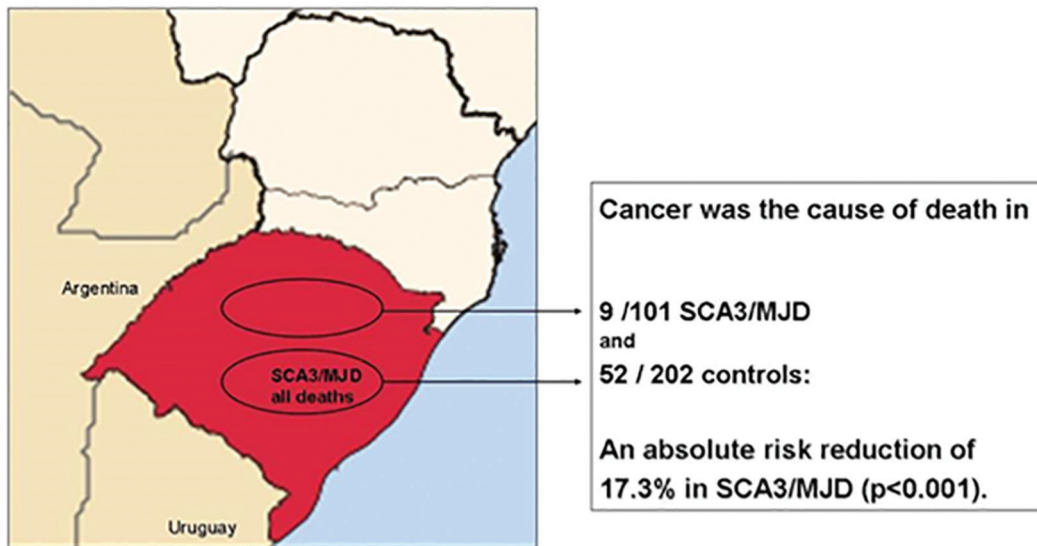 Argentina
SCA3/MJD
all deaths
Uruguay
Cancer was the cause of death in
9 /101 SCA3/MJD
and
52 / 202 controls:
An absolute risk reduction of
17.3% in SCA3/MJD (p<0.001).